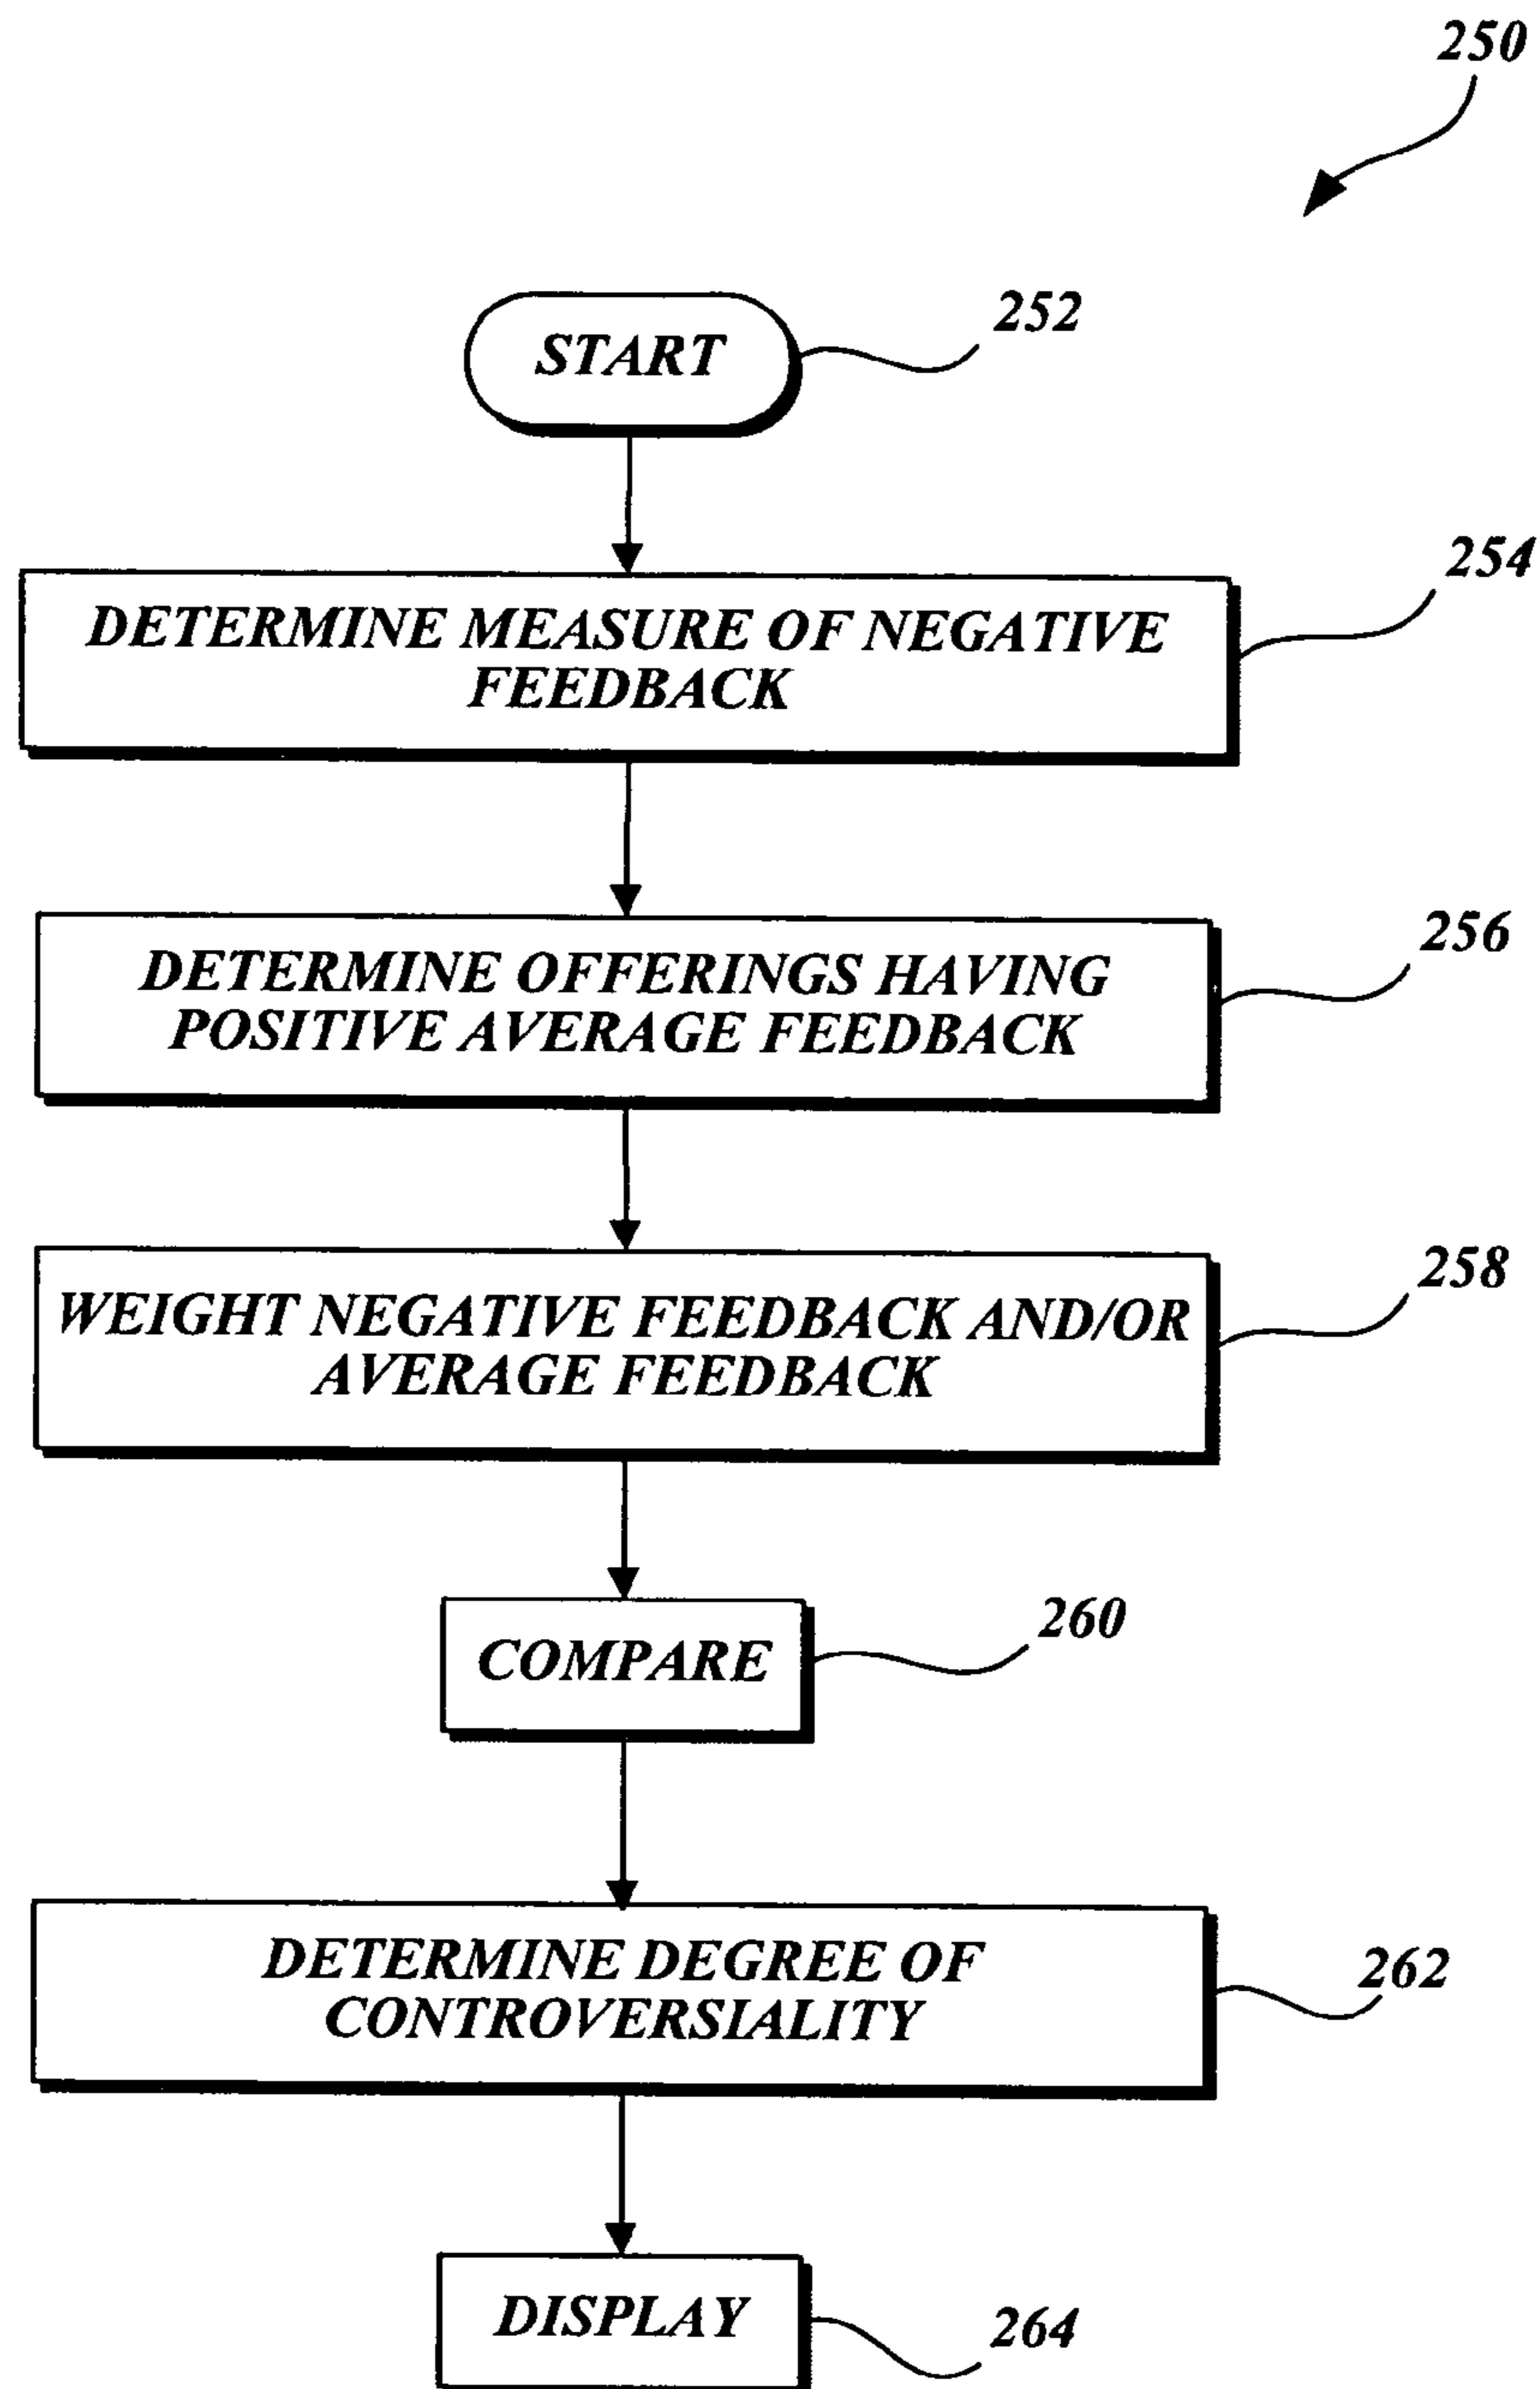 250
START
252
254
DETERMINE MEASURE OF NEGATIVE
FEEDBACK
256
DETERMINE OFFERINGS HAVING
POSITIVE AVERAGE FEEDBACK
258
WEIGHT NEGATIVE FEEDBACK AND/OR
AVERAGE FEEDBACK
260
COMPARE
262
DETERMINE DEGREE OF
CONTROVERSIALITY
DISPLAY
264